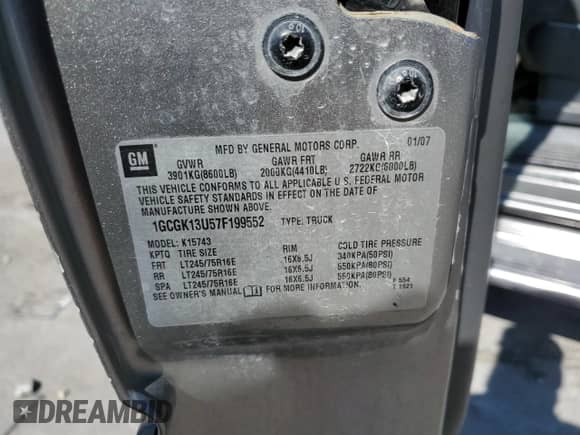 GM
MFD BY GENERAL MOTORS CORP. 01/07
GVWR GAWR FRT GAWR RR
3901KG(8600LB) 2000KG(4410LB) 2722KG(6000LB)
THIS VEHICLE CONFORMS TO ALL APPLICABLE U.S. FEDERAL MOTOR
VEHICLE SAFETY STANDARDS IN EFFECT ON THE DATE OF
MANUFACTURE SHOWN ABOVE.
1GCGK13U57F199552 TYPE: TRUCK
MODEL: K15743
KPTQ TIRE SIZE RIM COLD TIRE PRESSURE
FRT LT245/75R16E 16X6.5J 340KPA(50PSI)
RR LT245/75R16E 16X6.5J 550KPA(80PSI)
SPA LT245/75R16E 16X6.5J 550KPA(80PSI)
SEE OWNER'S MANUAL FOR MORE INFORMATION.
F 554
T 1921
DREAMBID